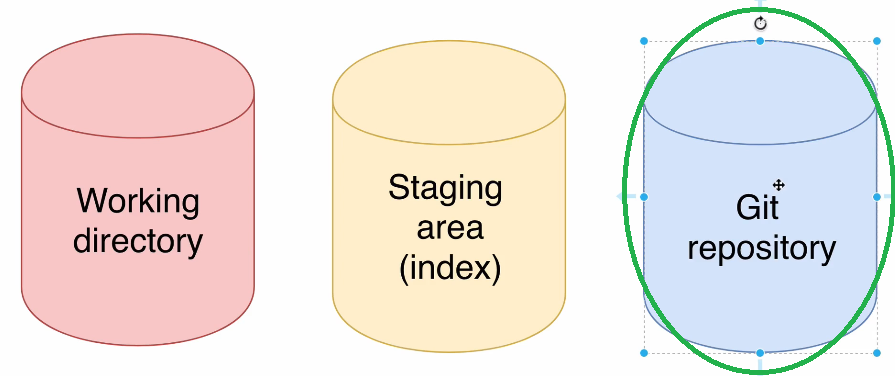 Working
directory
Staging
area
(index)
Git
repository